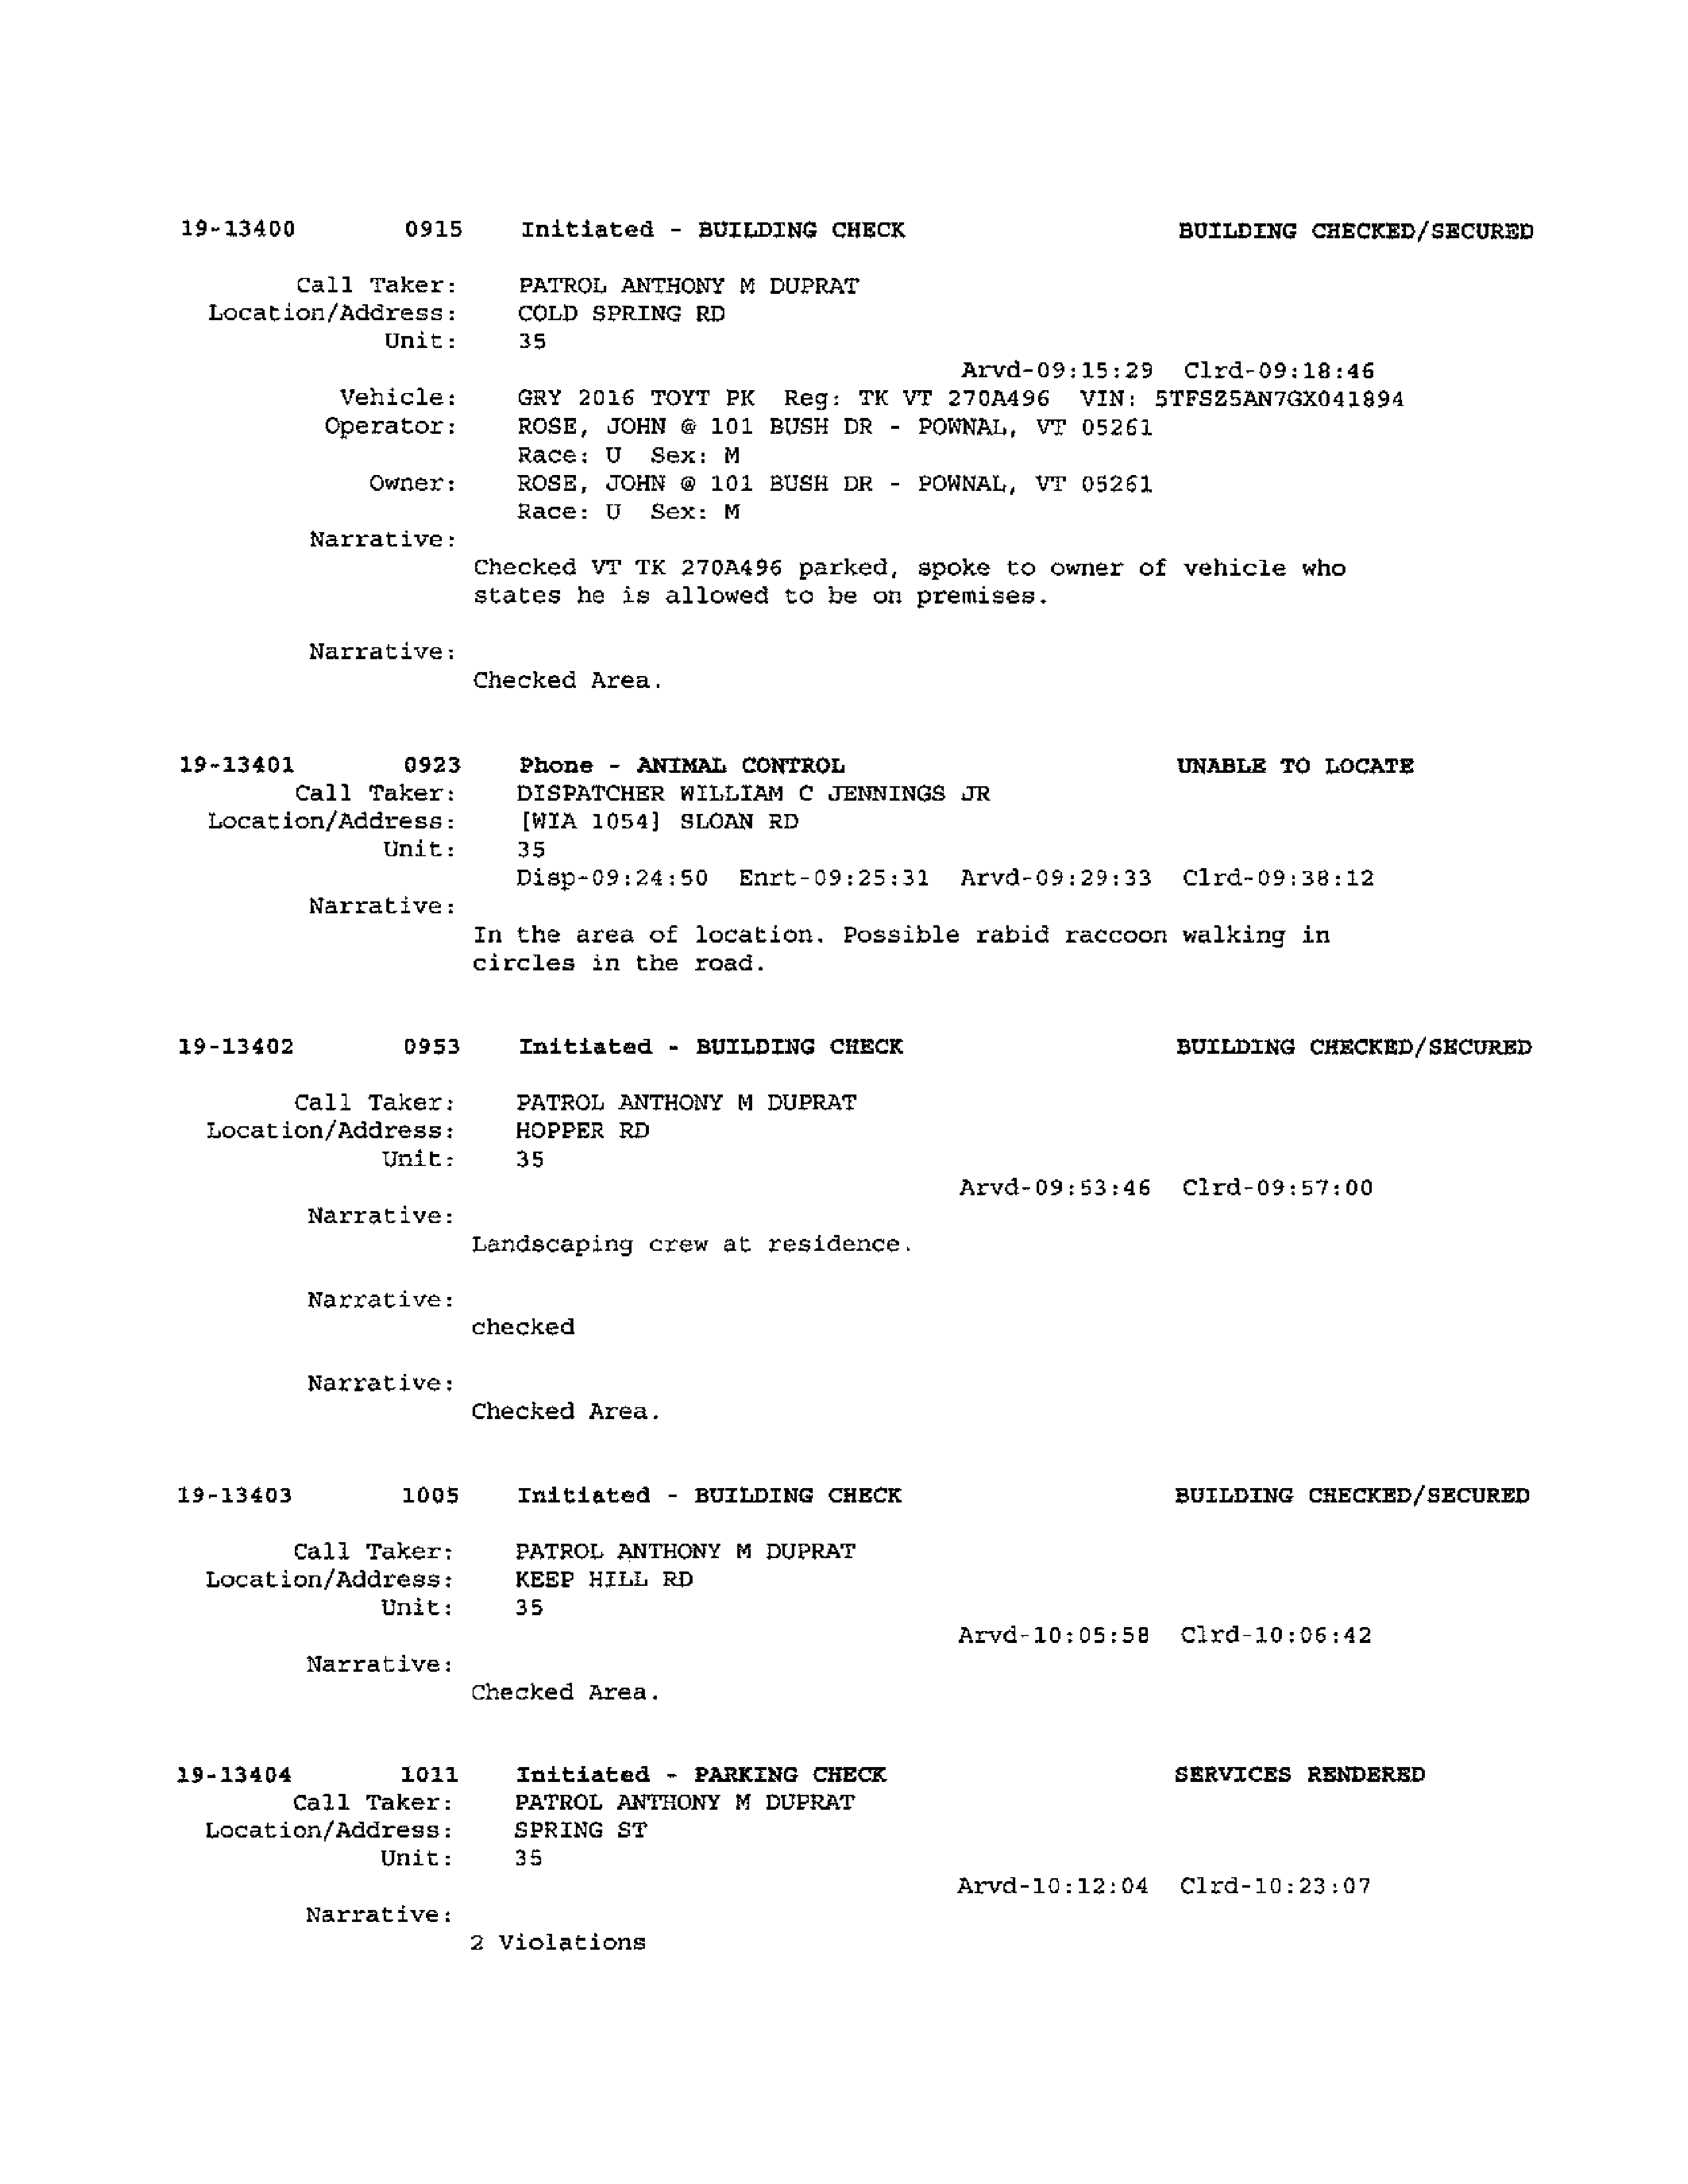 19-13400 0915 Initiated - BUILDING CHECK BUILDING CHECKED/SECURED
Call Taker: PATROL ANTHONY M DUPRAT
Location/Address: COLD SPRING RD
Unit: 35
Arvd-09:15:29 Clrd-09:18:46
Vehicle: GRY 2016 TOYT PK Reg: TK VT 270A496 VIN: 5TFSZ5AN7GX041894
Operator: ROSE, JOHN @ 101 BUSH DR - POWNAL, VT 05261
Race: U Sex: M
Owner: ROSE, JOHN @ 101 BUSH DR - POWNAL, VT 05261
Race: U Sex: M
Narrative:
Checked VT TK 270A496 parked, spoke to owner of vehicle who
states he is allowed to be on premises.
Narrative:
Checked Area.
19-13401 0923 Phone - ANIMAL CONTROL UNABLE TO LOCATE
Call Taker: DISPATCHER WILLIAM C JENNINGS JR
Location/Address: [WIA 1054] SLOAN RD
Unit: 35
Disp-09:24:50 Enrt-09:25:31 Arvd-09:29:33 Clrd-09:38:12
Narrative:
In the area of location. Possible rabid raccoon walking in
circles in the road.
19-13402 0953 Initiated - BUILDING CHECK BUILDING CHECKED/SECURED
Call Taker: PATROL ANTHONY M DUPRAT
Location/Address: HOPPER RD
Unit: 35
Arvd-09:53:46 Clrd-09:57:00
Narrative:
Landscaping crew at residence.
Narrative:
checked
Narrative:
Checked Area.
19-13403 1005 Initiated - BUILDING CHECK BUILDING CHECKED/SECURED
Call Taker: PATROL ANTHONY M DUPRAT
Location/Address: KEEP HILL RD
Unit: 35
Arvd-10:05:58 Clrd-10:06:42
Narrative:
Checked Area.
19-13404 1011 Initiated - PARKING CHECK SERVICES RENDERED
Call Taker: PATROL ANTHONY M DUPRAT
Location/Address: SPRING ST
Unit: 35
Arvd-10:12:04 Clrd-10:23:07
Narrative:
2 Violations